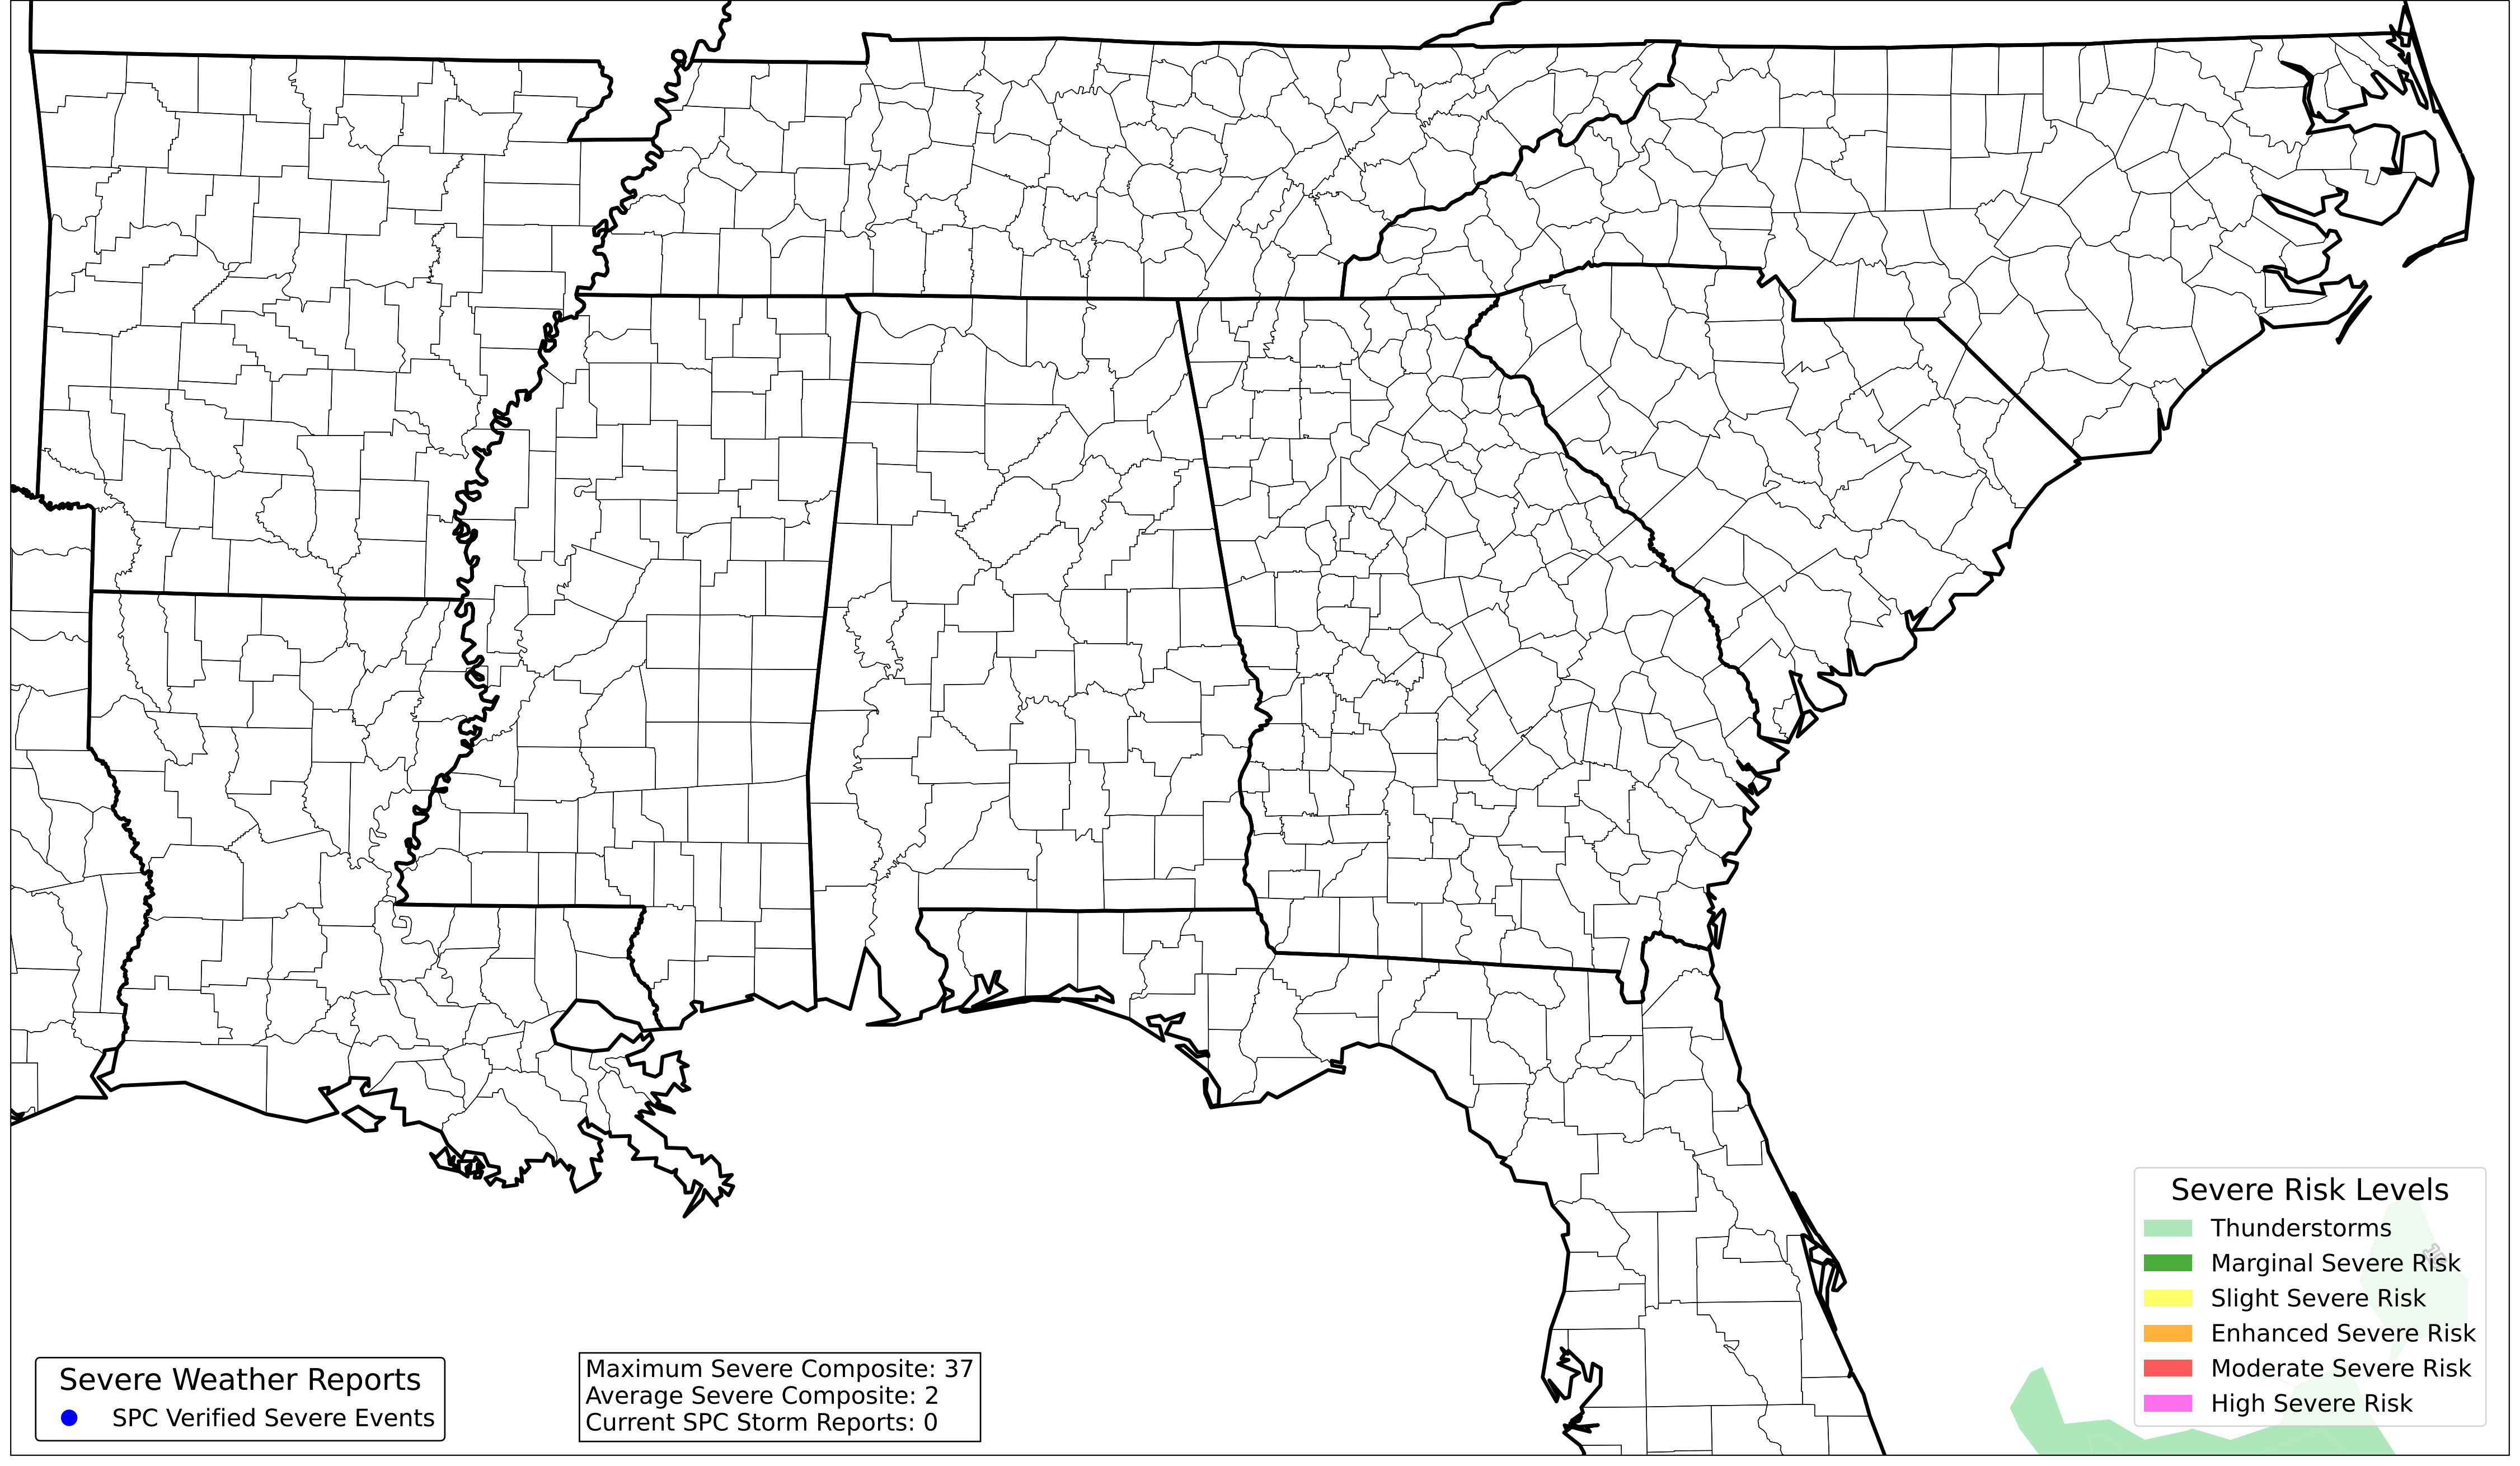 Severe Weather Reports
SPC Verified Severe Events
Maximum Severe Composite: 37
Average Severe Composite: 2
Current SPC Storm Reports: 0
Severe Risk Levels
Thunderstorms
Marginal Severe Risk
Slight Severe Risk
Enhanced Severe Risk
Moderate Severe Risk
High Severe Risk